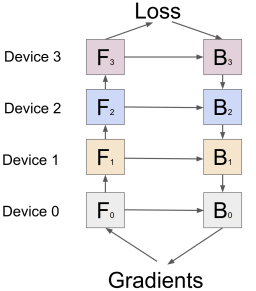 Loss
Device 3 F₃ B₃
Device 2 F₂ B₂
Device 1 F₁ B₁
Device 0 F₀ B₀
Gradients